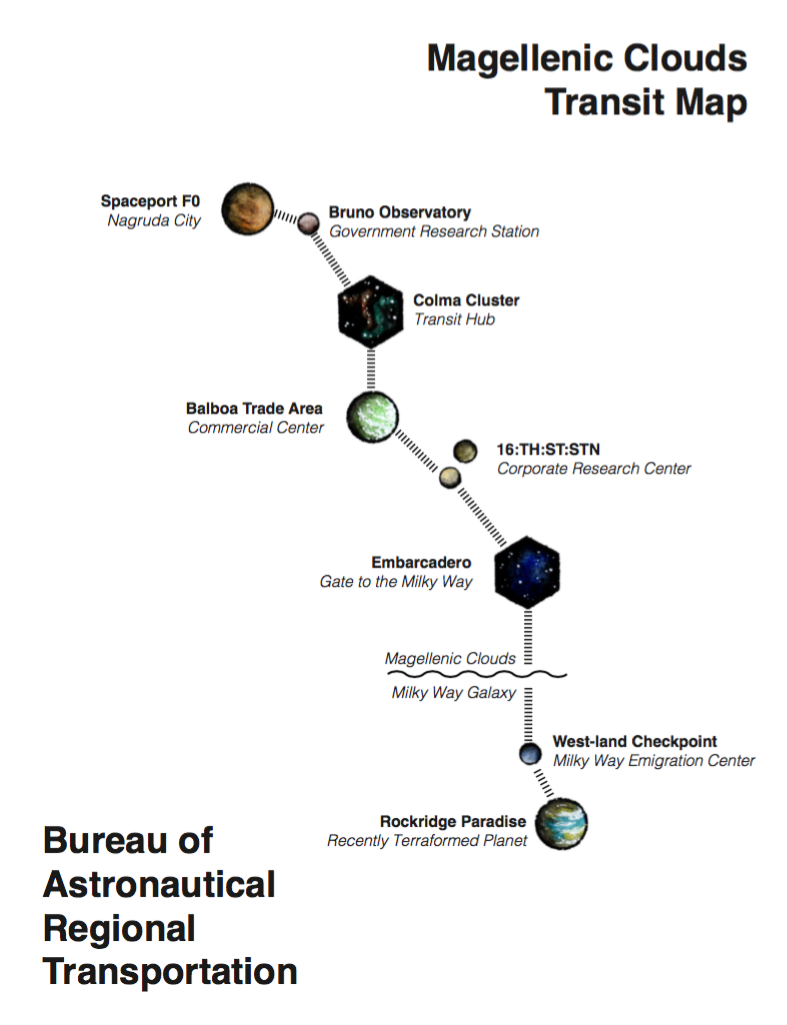 Magellenic Clouds
Transit Map
Spaceport F0
Nagruda City
Bruno Observatory
Government Research Station
Colma Cluster
Transit Hub
Balboa Trade Area
Commercial Center
16:TH:ST:STN
Corporate Research Center
Embarcadero
Gate to the Milky Way
Magellenic Clouds
Milky Way Galaxy
West-land Checkpoint
Milky Way Emigration Center
Rockridge Paradise
Recently Terraformed Planet
Bureau of
Astronautical
Regional
Transportation